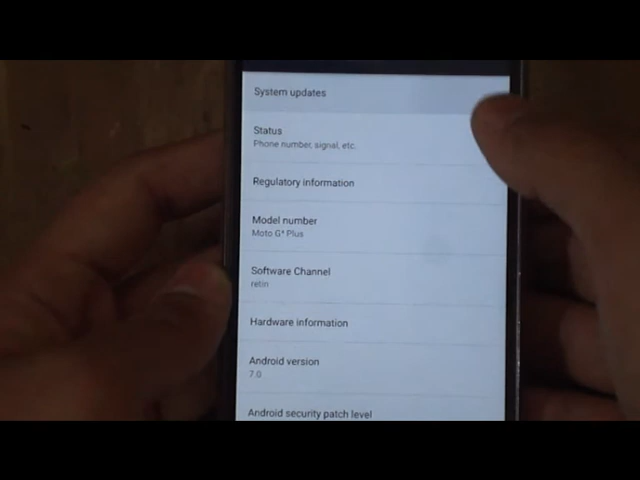 System updates
Status
Phone number, signal, etc.
Regulatory information
Model number
Moto G⁴ Plus
Software Channel
retin
Hardware information
Android version
7.0
Android security patch level